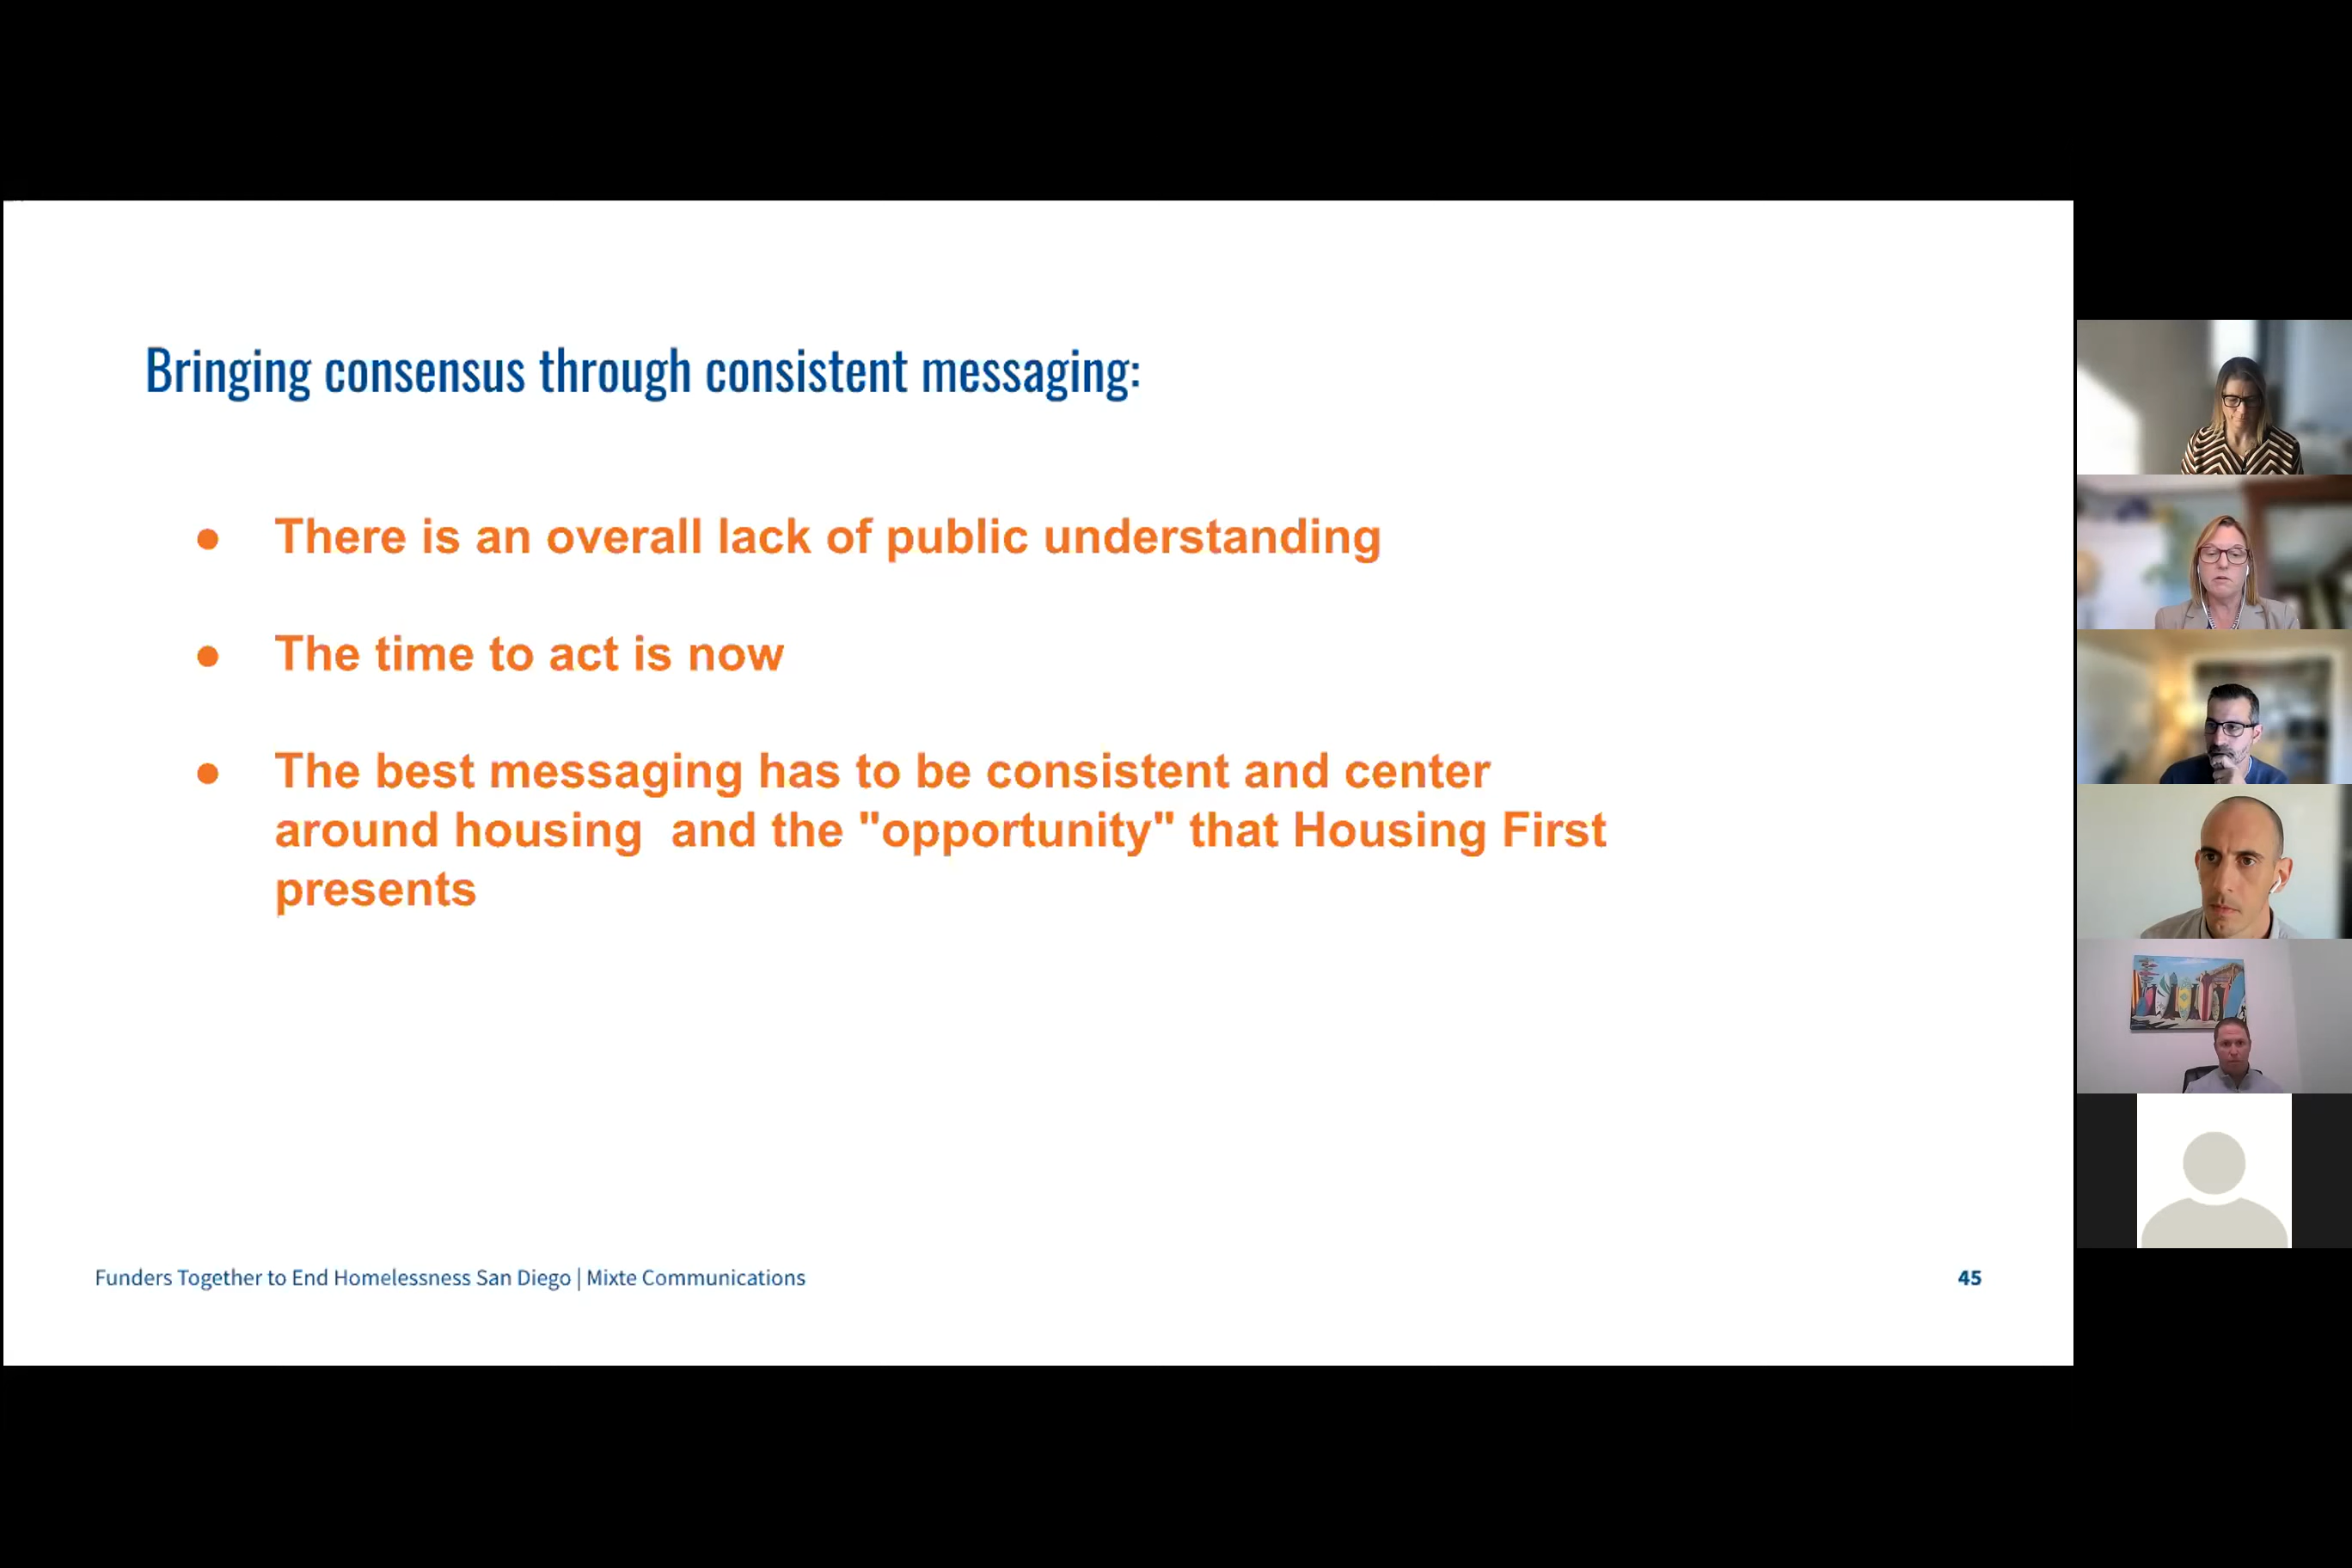 Bringing consensus through consistent messaging:
● There is an overall lack of public understanding
● The time to act is now
● The best messaging has to be consistent and center
around housing  and the "opportunity" that Housing First
presents
Funders Together to End Homelessness San Diego | Mixte Communications
45